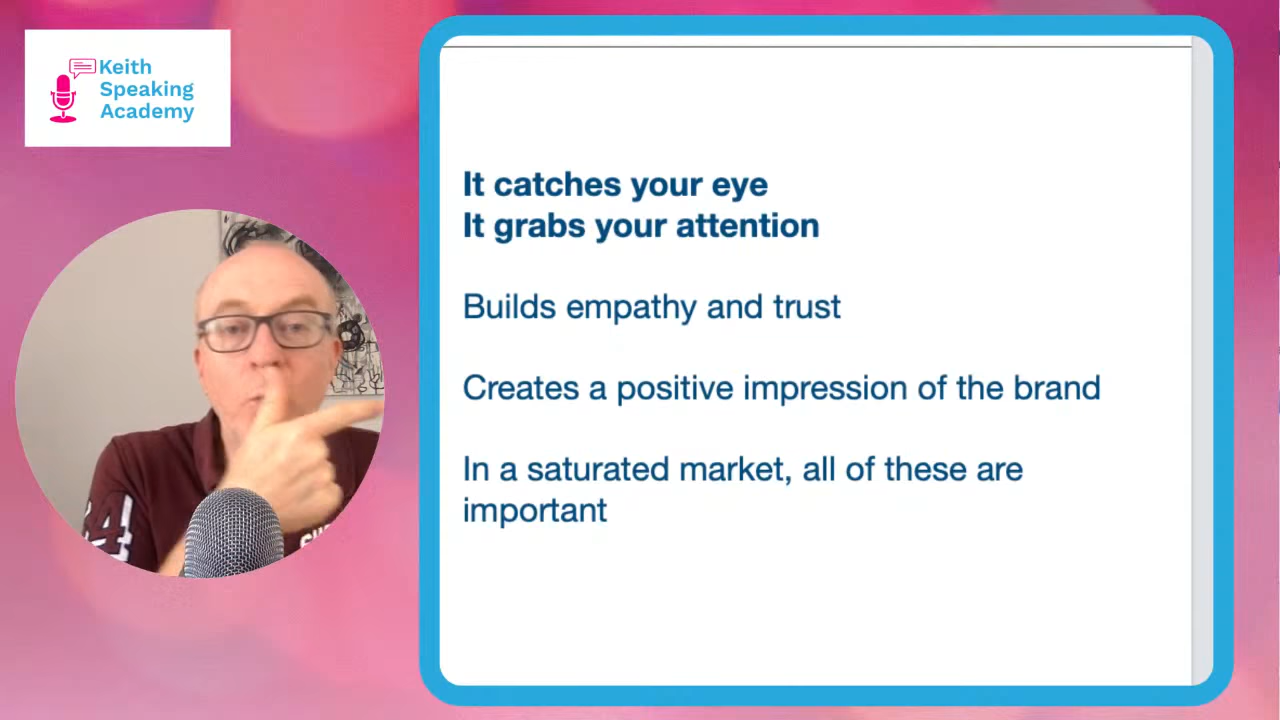 Keith
Speaking
Academy
It catches your eye
It grabs your attention
Builds empathy and trust
Creates a positive impression of the brand
In a saturated market, all of these are
important